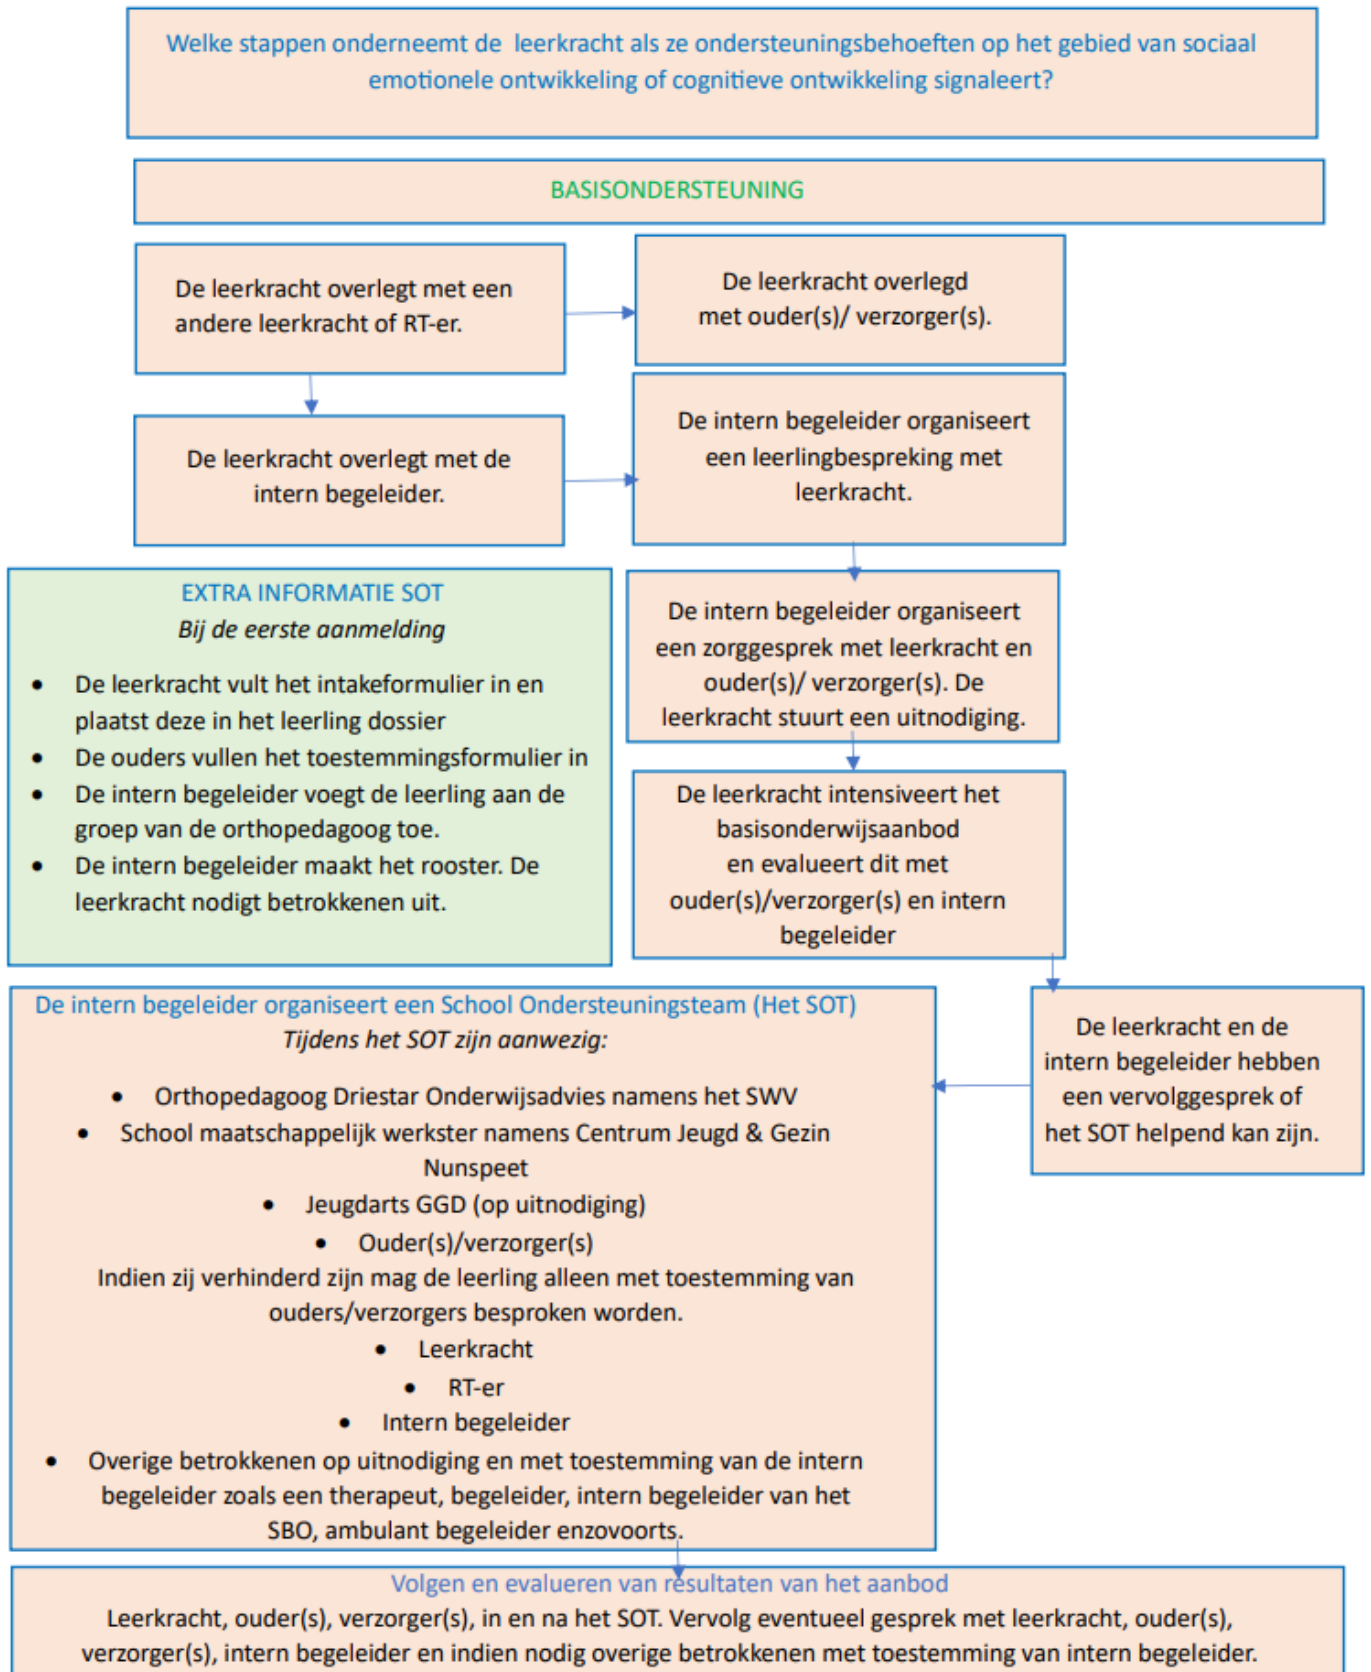 Welke stappen onderneemt de  leerkracht als ze ondersteuningsbehoeften op het gebied van sociaal
emotionele ontwikkeling of cognitieve ontwikkeling signaleert?
BASISONDERSTEUNING
De leerkracht overlegt met een
andere leerkracht of RT-er.
De leerkracht overlegd
met ouder(s)/ verzorger(s).
De leerkracht overlegt met de
intern begeleider.
De intern begeleider organiseert
een leerlingbespreking met
leerkracht.
EXTRA INFORMATIE SOT
Bij de eerste aanmelding
• De leerkracht vult het intakeformulier in en
plaatst deze in het leerling dossier
• De ouders vullen het toestemmingsformulier in
• De intern begeleider voegt de leerling aan de
groep van de orthopedagoog toe.
• De intern begeleider maakt het rooster. De
leerkracht nodigt betrokkenen uit.
De intern begeleider organiseert
een zorggesprek met leerkracht en
ouder(s)/ verzorger(s). De
leerkracht stuurt een uitnodiging.
De leerkracht intensiveert het
basisonderwijsaanbod
en evalueert dit met
ouder(s)/verzorger(s) en intern
begeleider
De leerkracht en de
intern begeleider hebben
een vervolggesprek of
het SOT helpend kan zijn.
De intern begeleider organiseert een School Ondersteuningsteam (Het SOT)
Tijdens het SOT zijn aanwezig:
• Orthopedagoog Driestar Onderwijsadvies namens het SWV
• School maatschappelijk werkster namens Centrum Jeugd & Gezin
Nunspeet
• Jeugdarts GGD (op uitnodiging)
• Ouder(s)/verzorger(s)
Indien zij verhinderd zijn mag de leerling alleen met toestemming van
ouders/verzorgers besproken worden.
• Leerkracht
• RT-er
• Intern begeleider
• Overige betrokkenen op uitnodiging en met toestemming van de intern
begeleider zoals een therapeut, begeleider, intern begeleider van het
SBO, ambulant begeleider enzovoorts.
Volgen en evalueren van resultaten van het aanbod
Leerkracht, ouder(s), verzorger(s), in en na het SOT. Vervolg eventueel gesprek met leerkracht, ouder(s),
verzorger(s), intern begeleider en indien nodig overige betrokkenen met toestemming van intern begeleider.